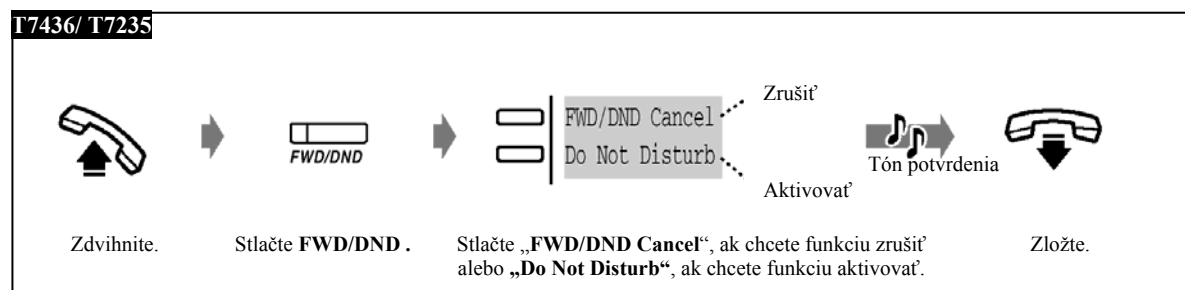 T7436/ T7235
Zrušiť
FWD/DND Cancel
Do Not Disturb
FWD/DND
Tón potvrdenia
Aktivovať
Zdvihnite.
Stlačte FWD/DND .
Stlačte „FWD/DND Cancel“, ak chcete funkciu zrušiť
alebo „Do Not Disturb“, ak chcete funkciu aktivovať.
Zložte.